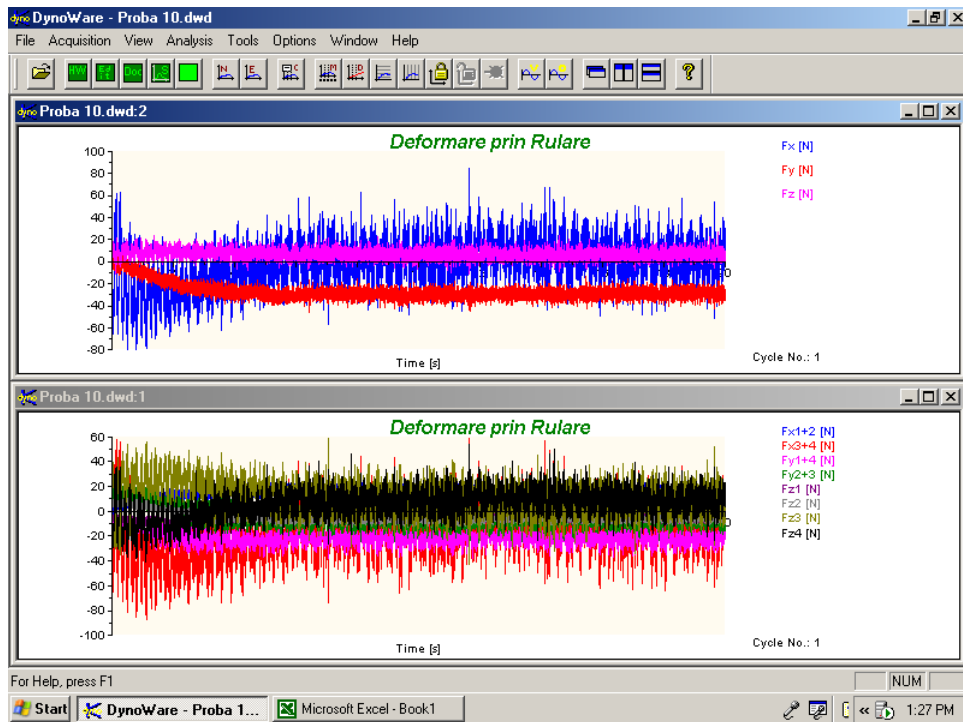 DynoWare - Proba 10.dwd
File Acquisition View Analysis Tools Options Window Help
Proba 10.dwd:2
Deformare prin Rulare
Fx [N]
Fy [N]
Fz [N]
100
80
60
40
20
0
-20
-40
-60
-80
Time [s]
Cycle No.: 1
Proba 10.dwd:1
Deformare prin Rulare
Fx1+2 [N]
Fx3+4 [N]
Fy1+4 [N]
Fy2+3 [N]
Fz1 [N]
Fz2 [N]
Fz3 [N]
Fz4 [N]
60
40
20
0
-20
-40
-60
-80
-100
Time [s]
Cycle No.: 1
For Help, press F1
NUM
Start
DynoWare - Proba 1...
Microsoft Excel - Book1
1:27 PM